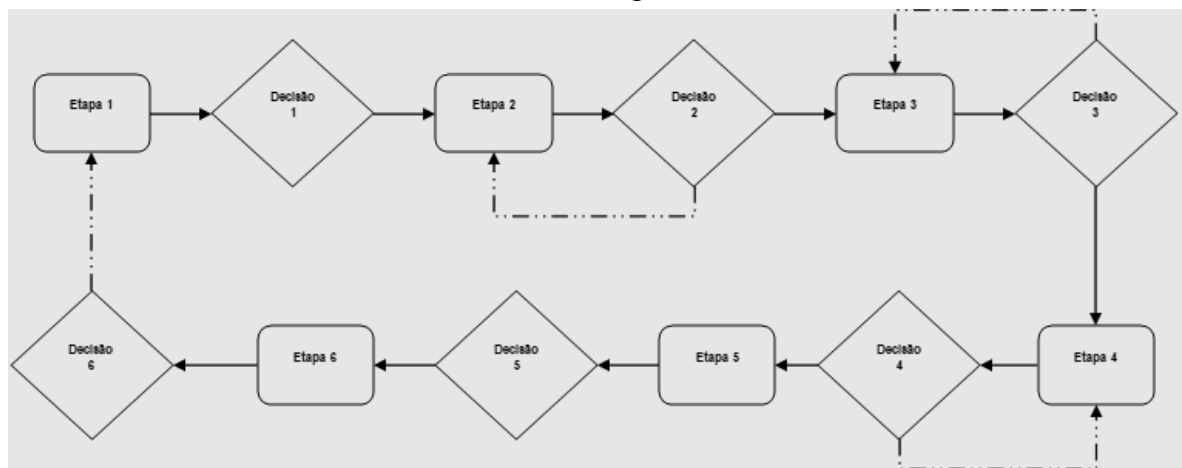 Etapa 1
Decisão
1
Etapa 2
Decisão
2
Etapa 3
Decisão
3
Decisão
6
Etapa 6
Decisão
5
Etapa 5
Decisão
4
Etapa 4